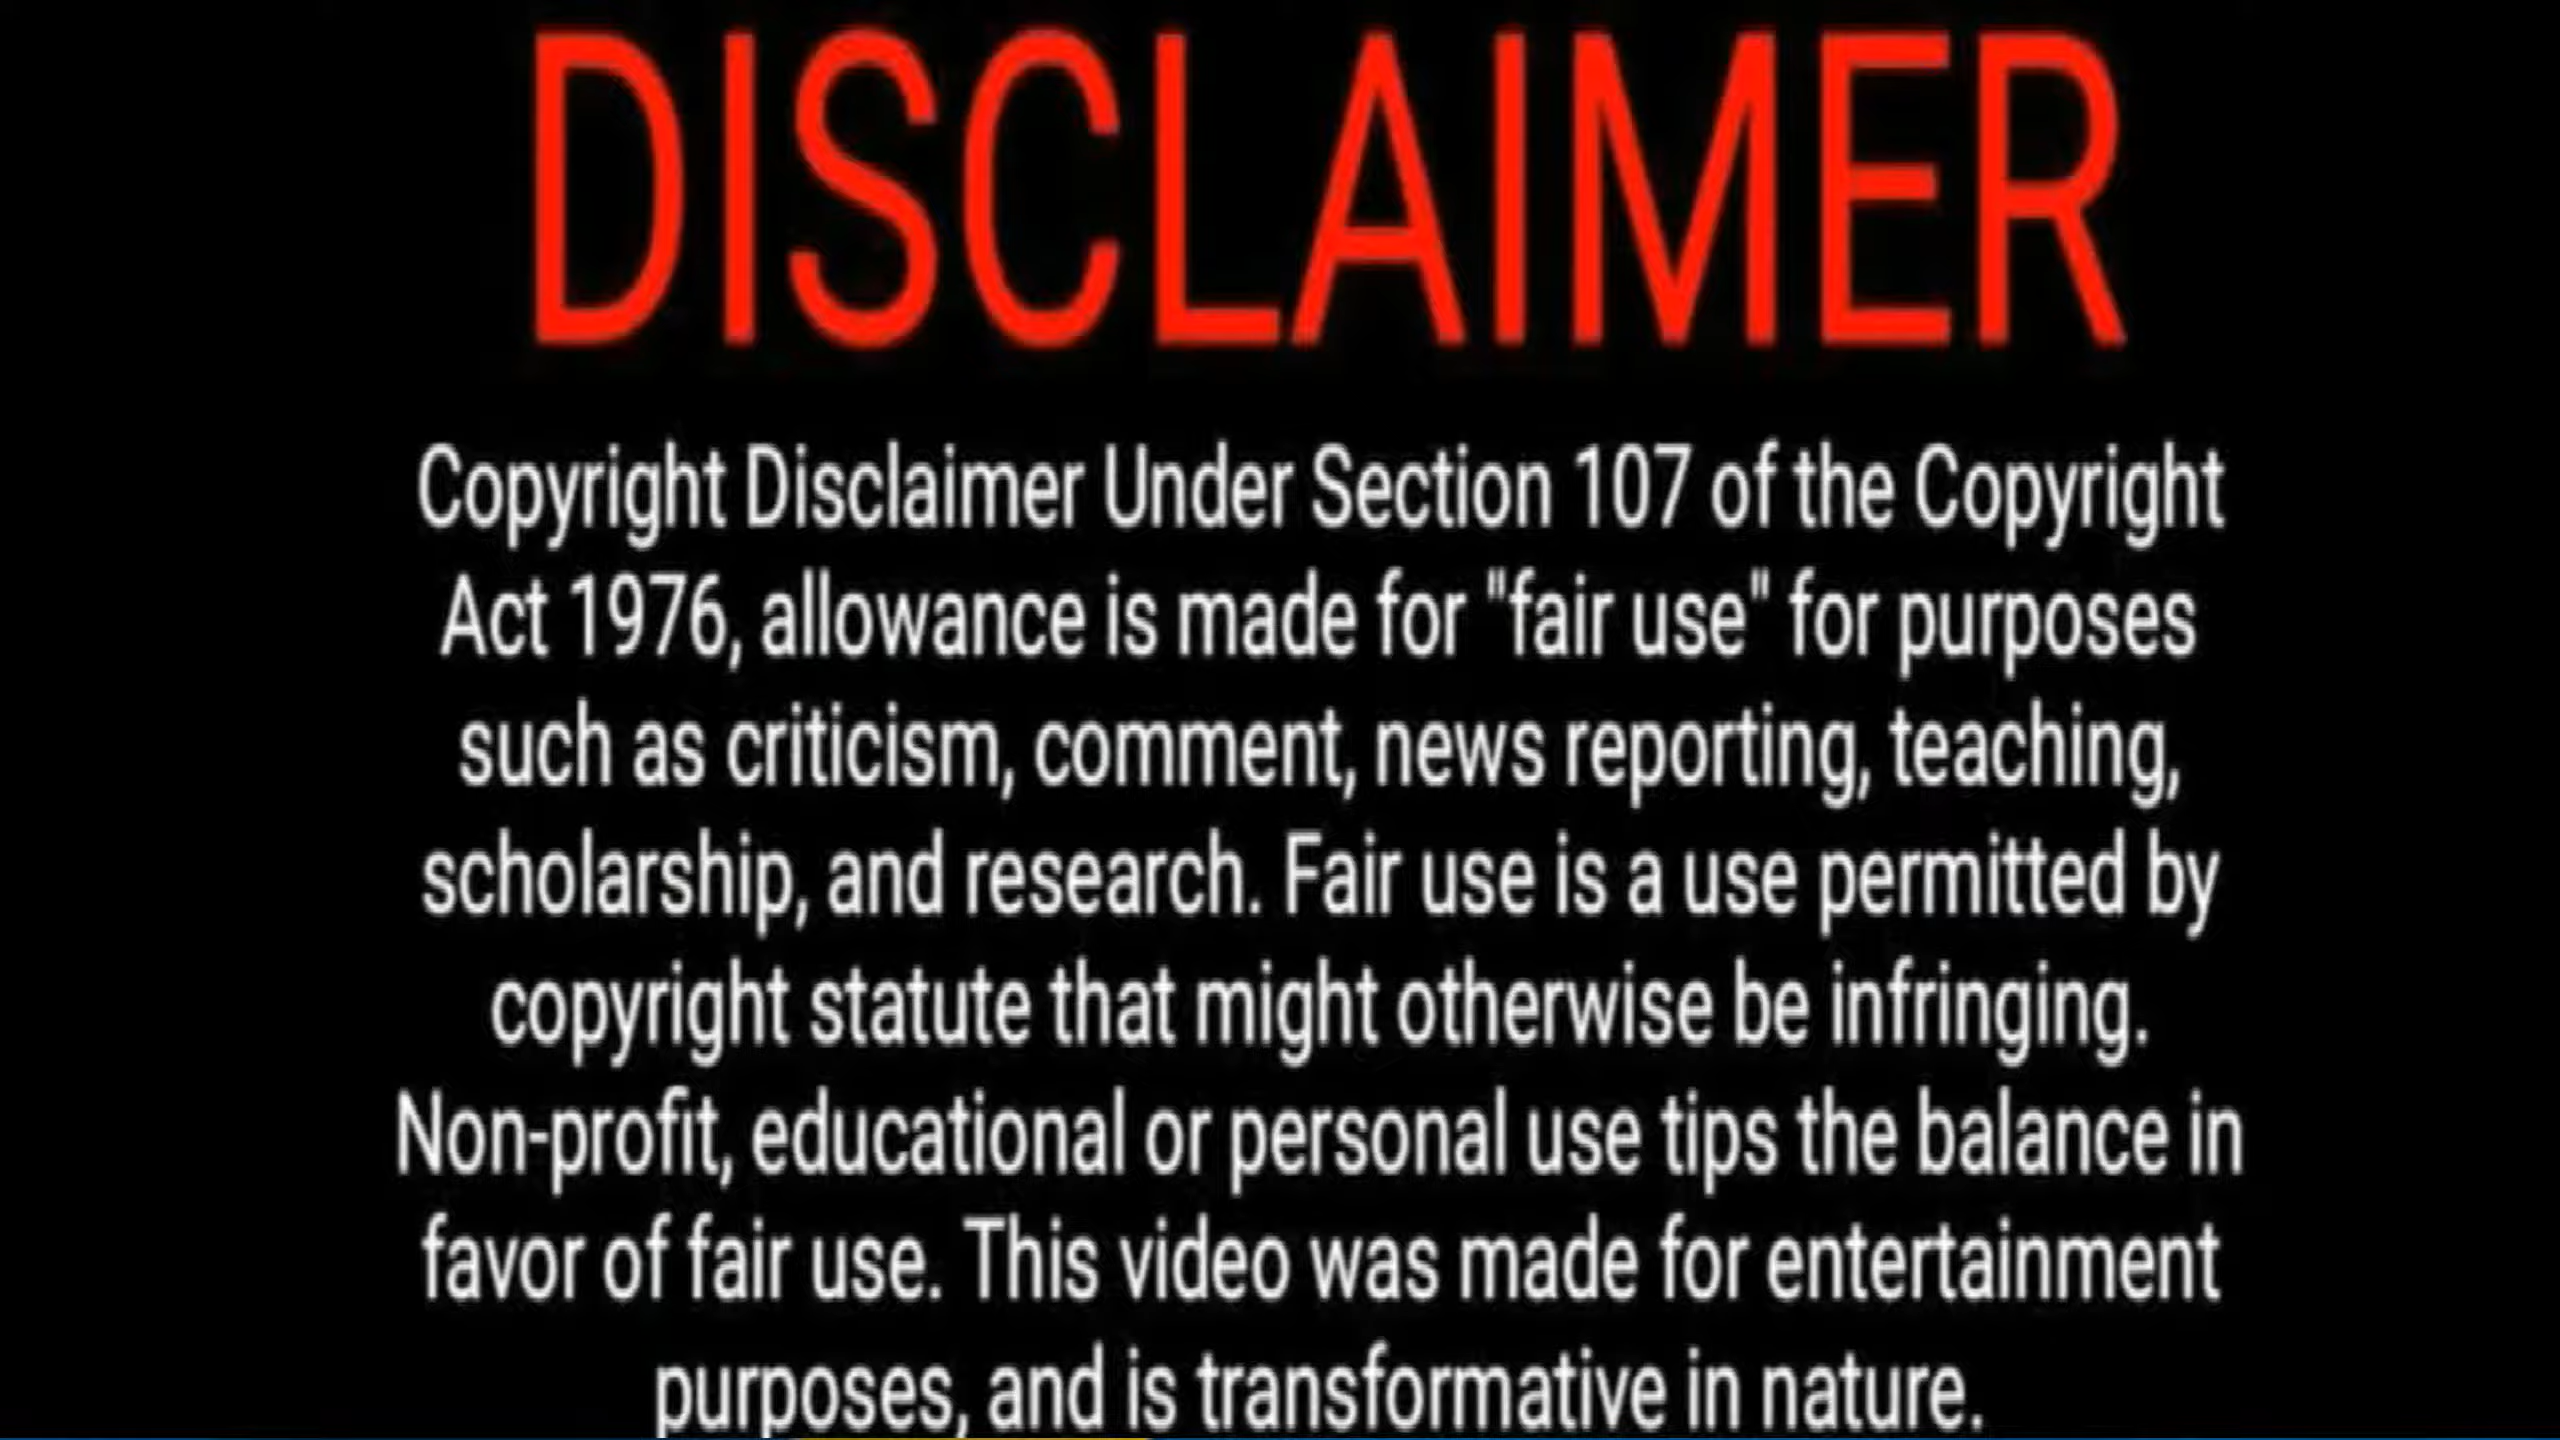 DISCLAIMER
Copyright Disclaimer Under Section 107 of the Copyright
Act 1976, allowance is made for "fair use" for purposes
such as criticism, comment, news reporting, teaching,
scholarship, and research. Fair use is a use permitted by
copyright statute that might otherwise be infringing.
Non-profit, educational or personal use tips the balance in
favor of fair use. This video was made for entertainment
purposes, and is transformative in nature.